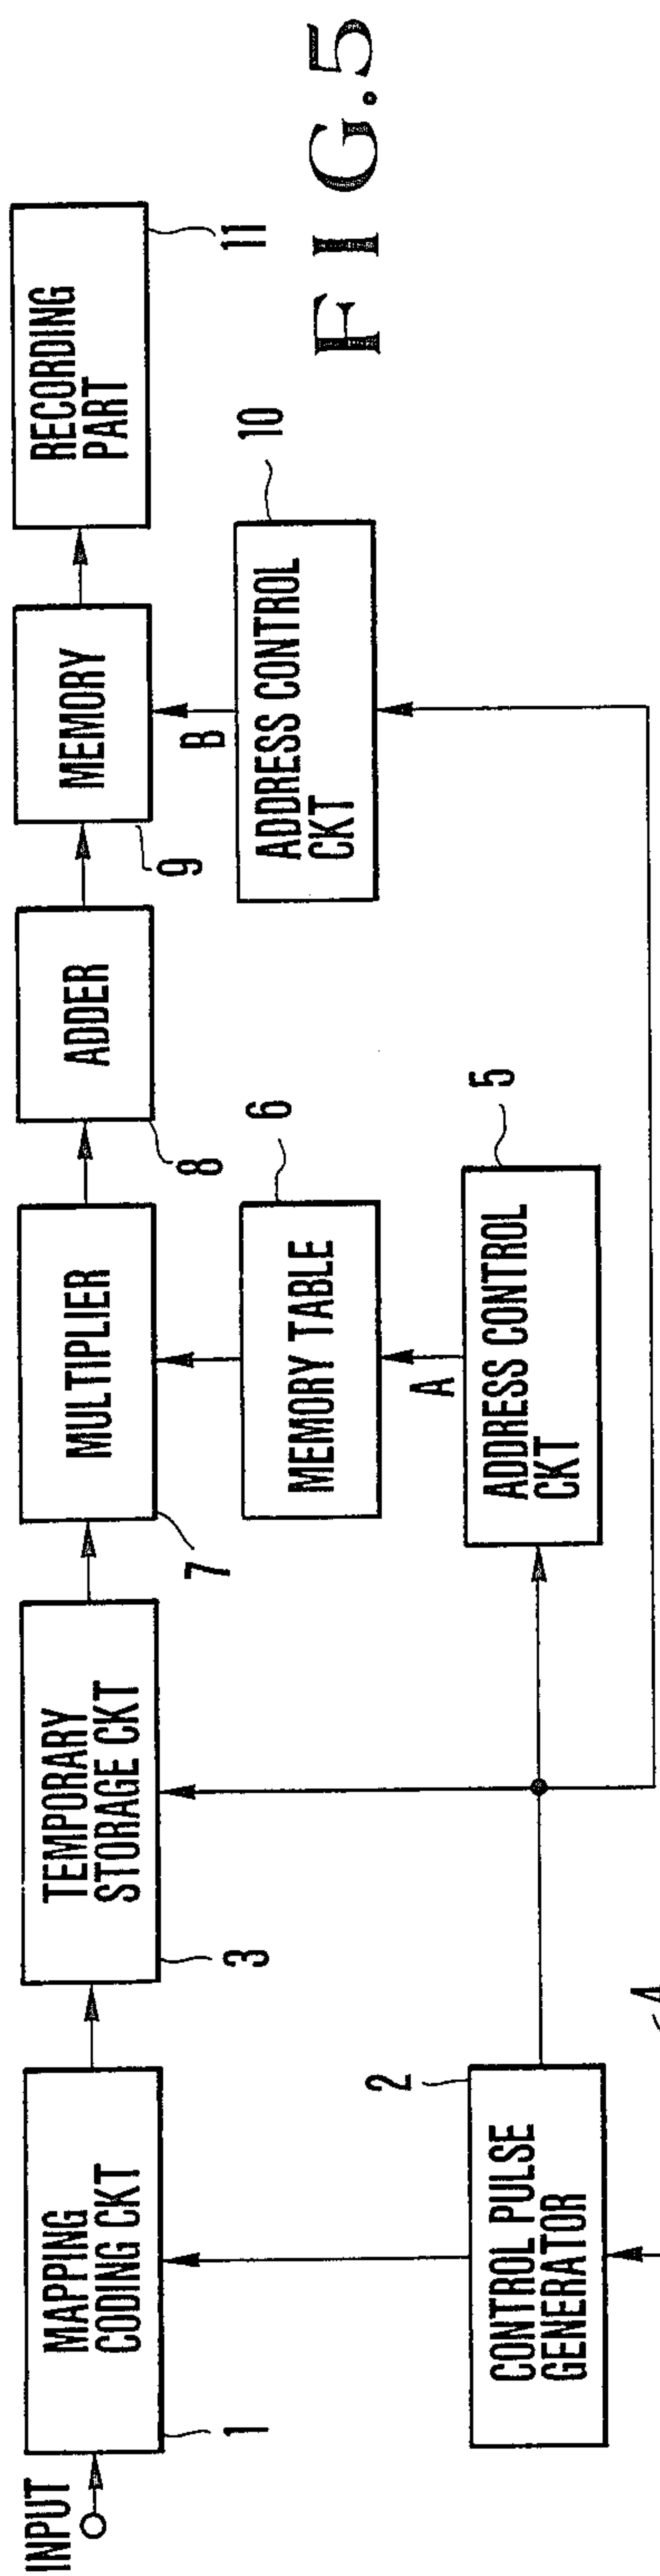 FIG.5
INPUT
MAPPING
CODING CKT
1
TEMPORARY
STORAGE CKT
3
MULTIPLIER
7
ADDER
8
MEMORY
9
RECORDING
PART
11
CONTROL PULSE
GENERATOR
2
4
ADDRESS CONTROL
CKT
5
A
MEMORY TABLE
6
ADDRESS CONTROL
CKT
10
B